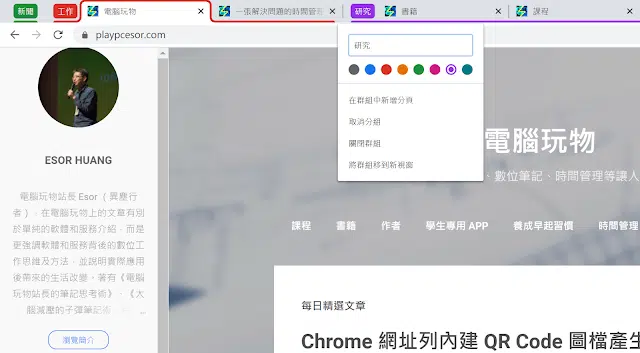 新聞
工作
電腦玩物
一張解決問題的時間管理
研究
書籍
課程
playpcesor.com
研究
在群組中新增分頁
取消分組
關閉群組
將群組移到新視窗
電腦玩物
、數位筆記、時間管理等讓人
課程
書籍
作者
學生專用 APP
養成早起習慣
時間管理
ESOR HUANG
電腦玩物站長 Esor （異塵行
者），在電腦玩物上的文章有別
於單純的軟體和服務介紹，而是
更強調軟體和服務背後的數位工
作思維及方法，並說明實際應用
後帶來的生活改變。著有《電腦
玩物站長的筆記思考術》、《大
腦減壓的子彈筆記術
瀏覽簡介
每日精選文章
Chrome 網址列內建 QR Code 圖檔產生